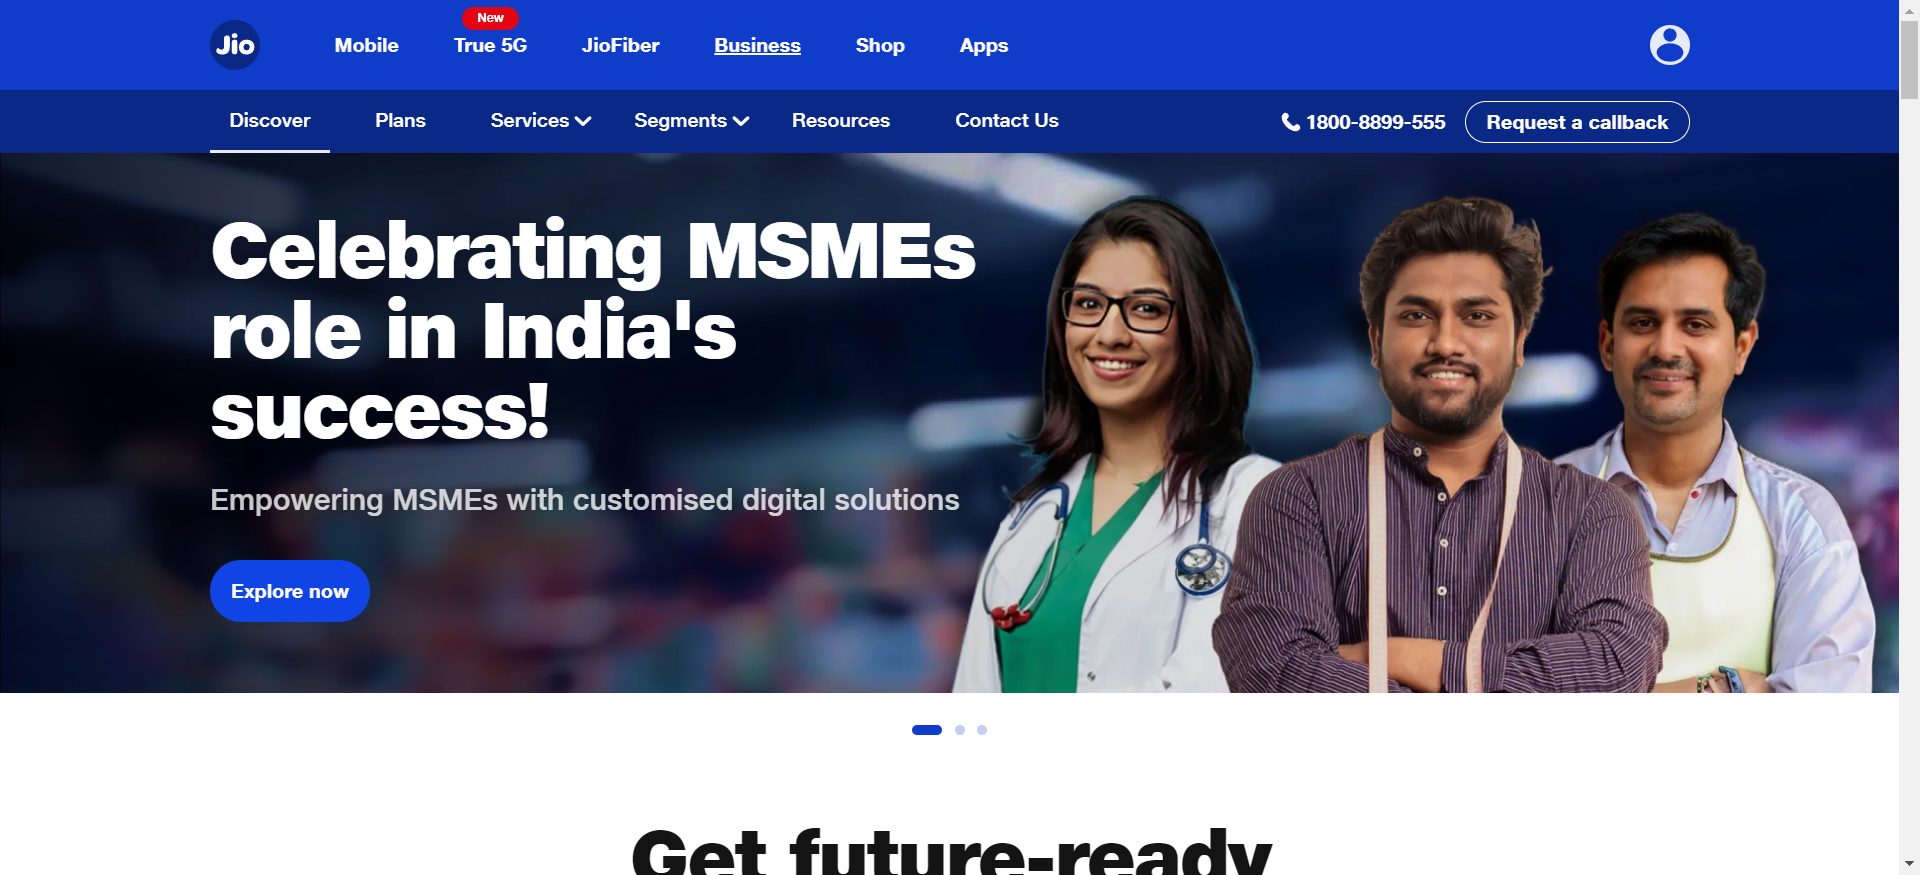 Jio
Mobile
New
True 5G
JioFiber
Business
Shop
Apps
Discover
Plans
Services
Segments
Resources
Contact Us
1800-8899-555
Request a callback
Celebrating MSMEs
role in India's
success!
Empowering MSMEs with customised digital solutions
Explore now
Get future-ready